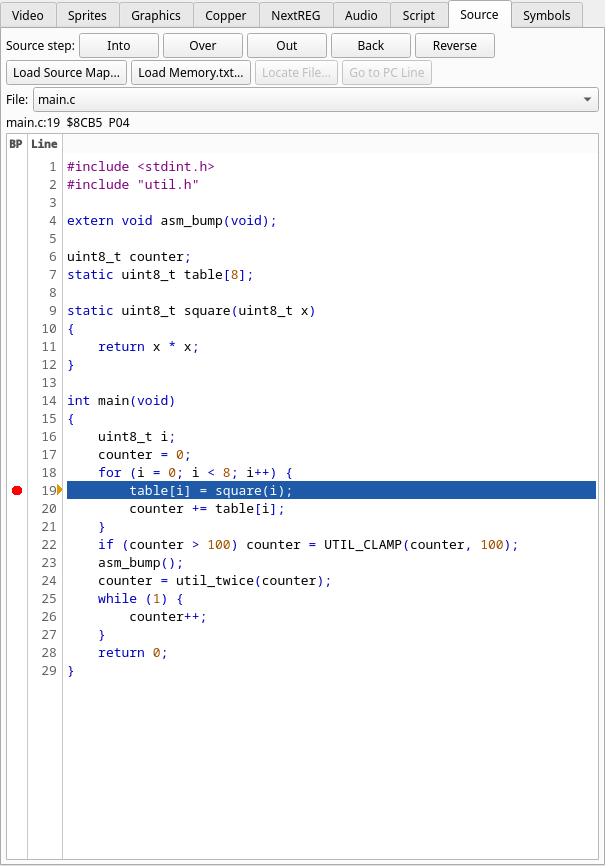 Video Sprites Graphics Copper NextREG Audio Script Source Symbols
Source step: Into Over Out Back Reverse
Load Source Map... Load Memory.txt... Locate File... Go to PC Line
File: main.c
main.c:19 $8CB5 P04
BP Line
1 #include <stdint.h>
2 #include "util.h"
3
4 extern void asm_bump(void);
5
6 uint8_t counter;
7 static uint8_t table[8];
8
9 static uint8_t square(uint8_t x)
10 {
11     return x * x;
12 }
13
14 int main(void)
15 {
16     uint8_t i;
17     counter = 0;
18     for (i = 0; i < 8; i++) {
19         table[i] = square(i);
20         counter += table[i];
21     }
22     if (counter > 100) counter = UTIL_CLAMP(counter, 100);
23     asm_bump();
24     counter = util_twice(counter);
25     while (1) {
26         counter++;
27     }
28     return 0;
29 }